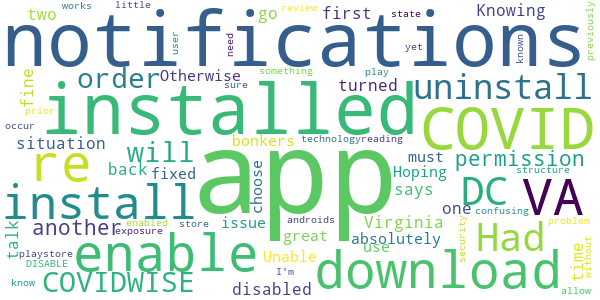 two works little go review state first Knowing
notifications
user need yet known previously
order Otherwise something uninstall
fine installed sure play turned
prior bonkers technologyreading COVID
occur situation will back fixed choose must Hoping permission
re says
install app DC VA
another exposure issue androids Virginia one structure confusing
talk enabled store great use absolutely Had time without
playstore enable Unable security problem
DISABLE know COVIDWISE disabled I'm download allow